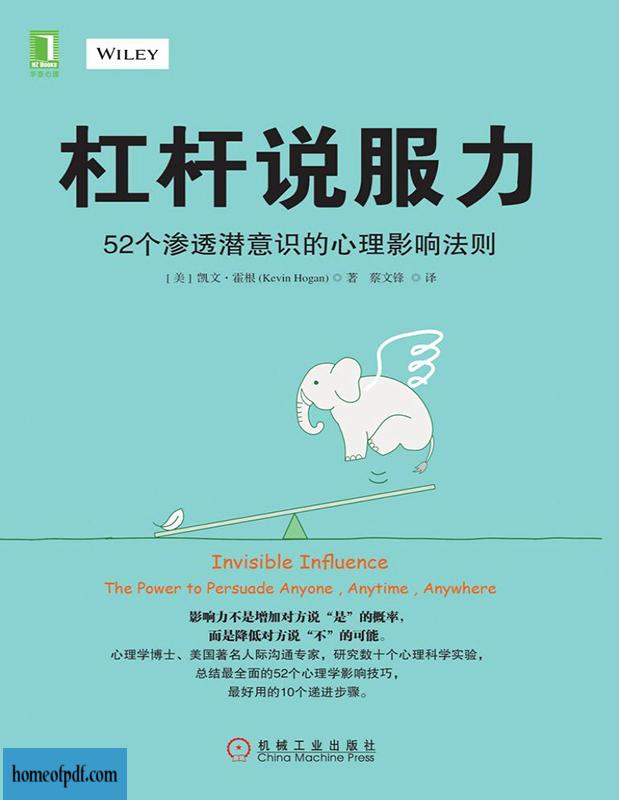 HZ Books
华章心理
WILEY
杠杆说服力
52个渗透潜意识的心理影响法则
［美］凯文·霍根(Kevin Hogan) ◎ 著 蔡文锋 ◎ 译
Invisible Influence
The Power to Persuade Anyone , Anytime , Anywhere
影响力不是增加对方说“是”的概率，
而是降低对方说“不”的可能。
心理学博士、美国著名人际沟通专家，研究数十个心理科学实验，
总结最全面的52个心理学影响技巧，
最好用的10个递进步骤。
机械工业出版社
China Machine Press
homeofpdf.com